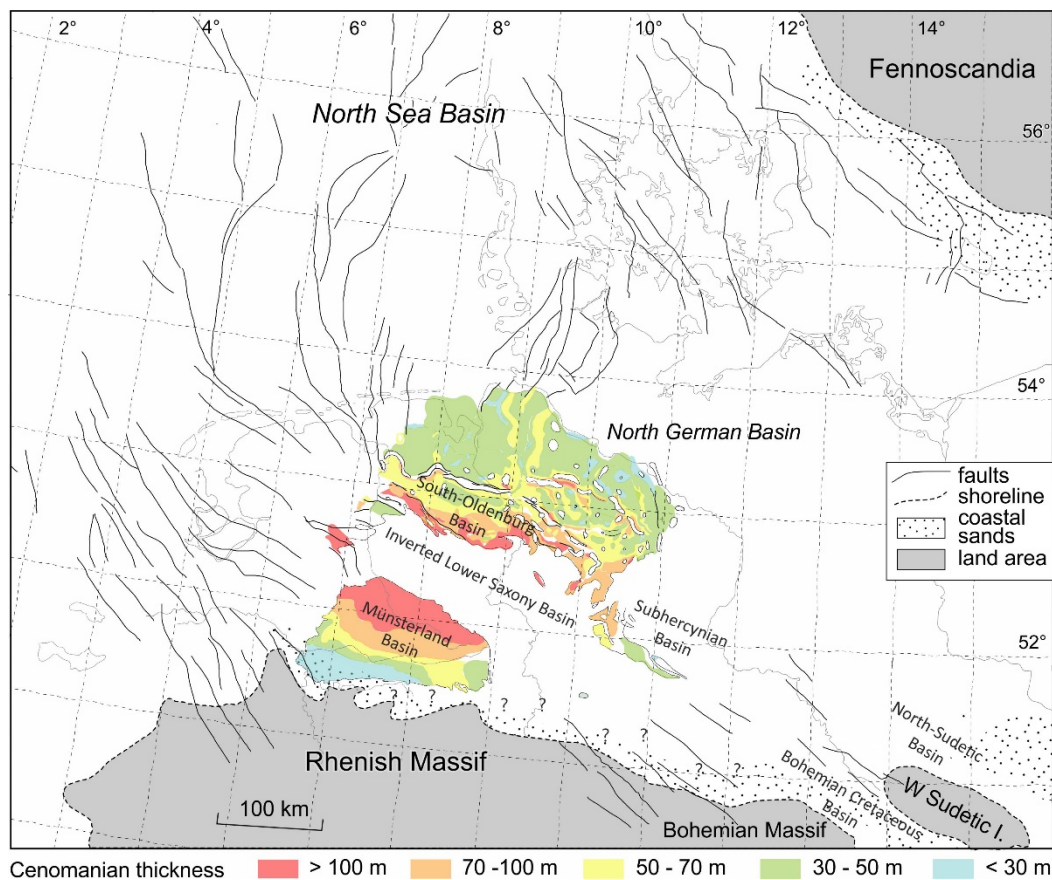 2°
4°
6°
8°
10°
12°
14°
Fennoscandia
North Sea Basin
56°
54°
North German Basin
faults
shoreline
coastal
sands
land area
South-Oldenburg
Basin
Inverted Lower Saxony Basin
Subhercynian
Basin
52°
Münsterland
Basin
? ? ? ?
? ?
? ?
North-Sudetic
Basin
Rhenish Massif
Bohemian Cretaceous
Basin
W Sudetic I.
100 km
Bohemian Massif
Cenomanian thickness > 100 m 70 -100 m 50 - 70 m 30 - 50 m < 30 m